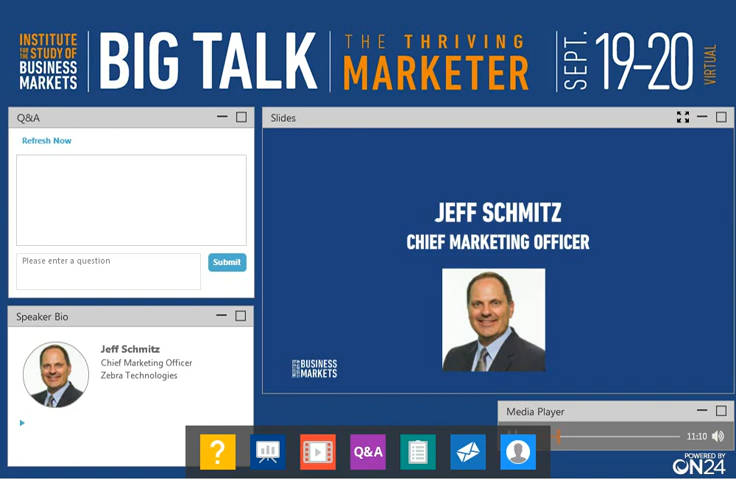 INSTITUTE
FOR THE STUDY OF
BUSINESS
MARKETS
BIG TALK
THE THRIVING
MARKETER
SEPT.
19-20
VIRTUAL
Q&A
Refresh Now
Please enter a question
Submit
Speaker Bio
Jeff Schmitz
Chief Marketing Officer
Zebra Technologies
Slides
JEFF SCHMITZ
CHIEF MARKETING OFFICER
BUSINESS
MARKETS
Media Player
11:10
?
Q&A
POWERED BY
ON24